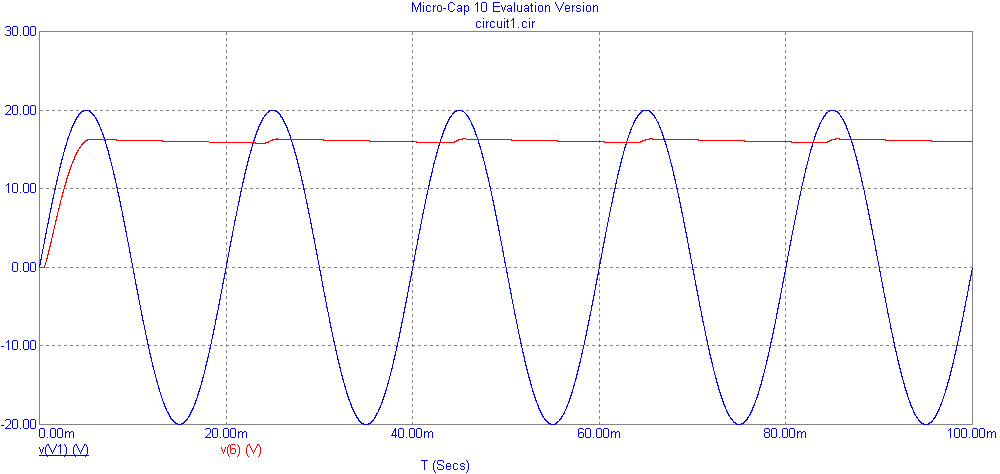 Micro-Cap 10 Evaluation Version
circuit1.cir
30.00
20.00
10.00
0.00
-10.00
-20.00
0.00m 20.00m 40.00m 60.00m 80.00m 100.00m
v(V1) (V) v(6) (V)
T (Secs)